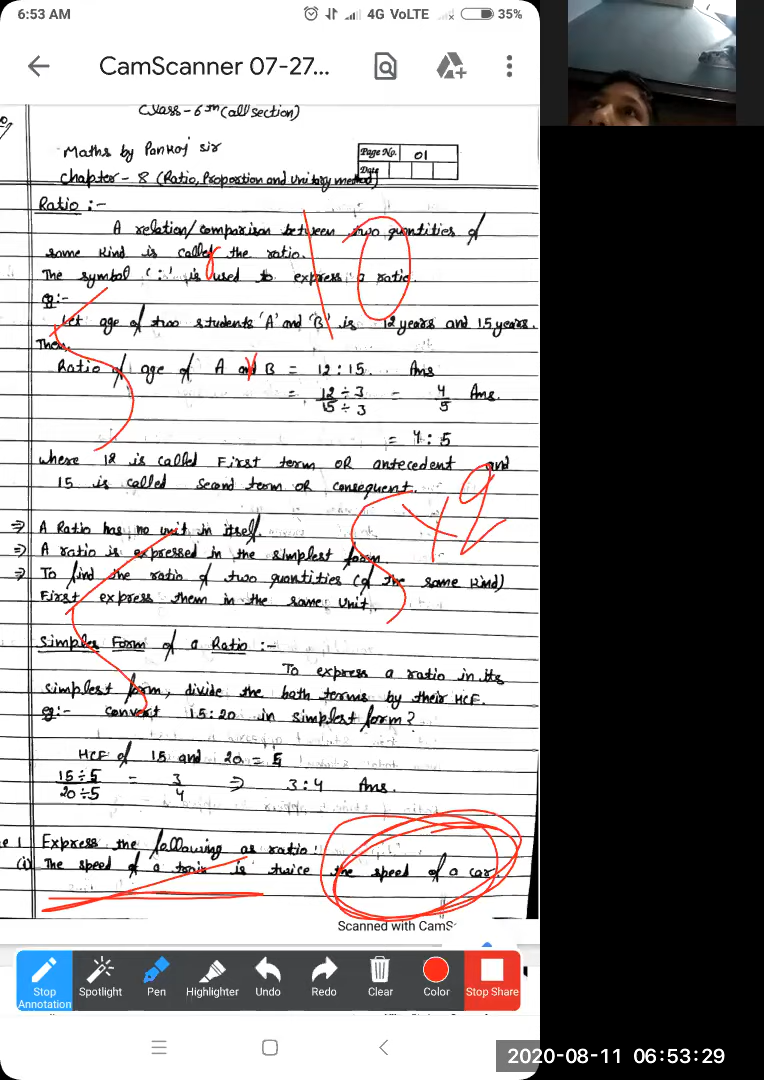 6:53 AM
4G VoLTE
35%
CamScanner 07-27...
Class-6th (all section)
Maths by Pankaj sir
Page No. 01
Date
Chapter-8 (Ratio, Proportion and Unitary method)
Ratio :-
A relation/comparison between two quantities of
same kind is called the ratio.
The symbol ( : ) is used to express a ratio.
eg:-
Let age of two students 'A' and 'B' is 12 years and 15 years.
Then
Ratio of age of A and B = 12 : 15. Ans
= 12 ÷ 3 / 15 ÷ 3 = 4/5 Ans.
= 4 : 5
where 12 is called First term OR antecedent and
15 is called second term OR consequent.
⇒ A Ratio has no unit in itself.
⇒ A ratio is expressed in the simplest form
⇒ To find the ratio of two quantities (of the same kind)
First express them in the same unit.
Simples Form of a Ratio :-
To express a ratio in its
simplest form, divide the both terms by their HCF.
eg:- convert 15:20 in simplest form?
HCF of 15 and 20 = 5
15÷5 / 20÷5 = 3/4 ⇒ 3:4 Ans.
1 Express the following as ratio:
(i) The speed of a train is twice the speed of a car.
Scanned with CamS
Stop Annotation
Spotlight
Pen
Highlighter
Undo
Redo
Clear
Color
Stop Share
2020-08-11 06:53:29